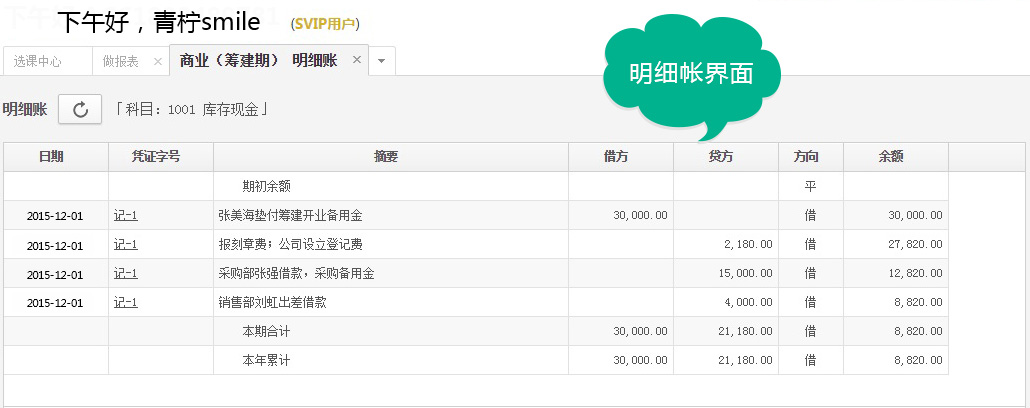 下午好，青柠smile (SVIP用户)
选课中心 做报表 × 商业（筹建期） 明细账 ×
明细帐界面
明细账 「科目：1001 库存现金」
日期 凭证字号 摘要 借方 贷方 方向 余额
期初余额 平
2015-12-01 记-1 张美海垫付筹建开业备用金 30,000.00 借 30,000.00
2015-12-01 记-1 报刻章费；公司设立登记费 2,180.00 借 27,820.00
2015-12-01 记-1 采购部张强借款，采购备用金 15,000.00 借 12,820.00
2015-12-01 记-1 销售部刘虹出差借款 4,000.00 借 8,820.00
本期合计 30,000.00 21,180.00 借 8,820.00
本年累计 30,000.00 21,180.00 借 8,820.00